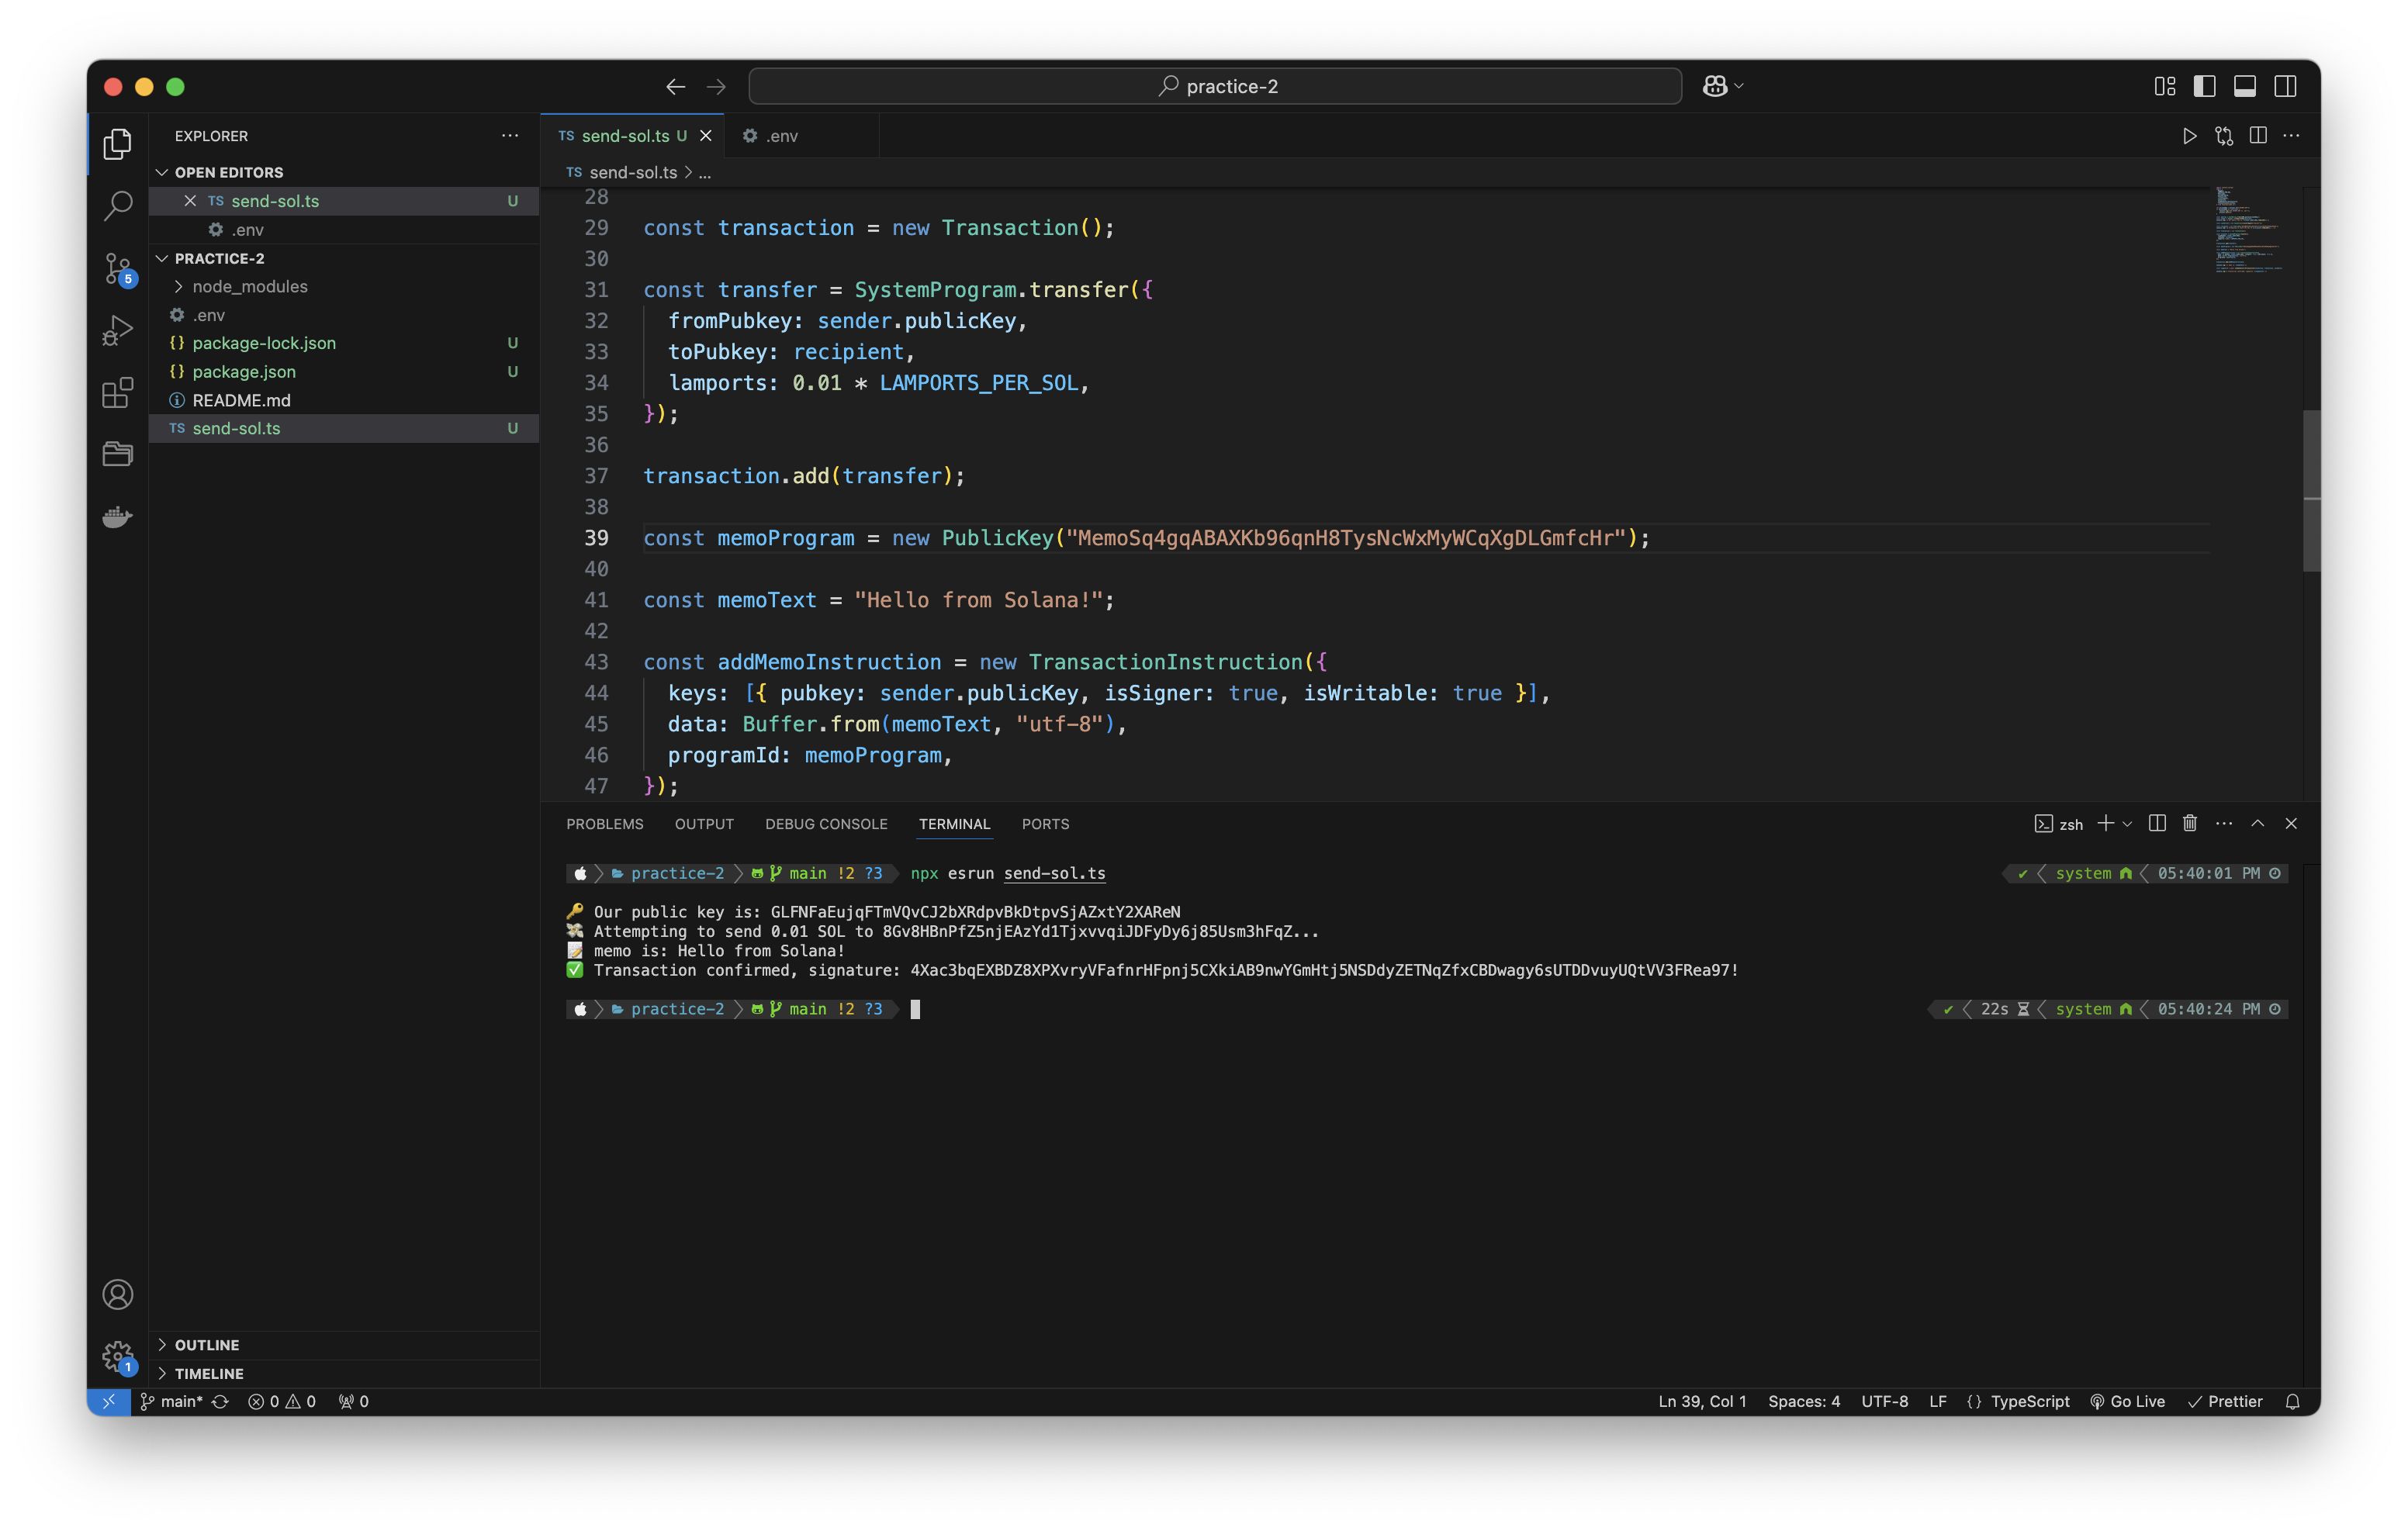 practice-2
EXPLORER
OPEN EDITORS
TS send-sol.ts U
.env
PRACTICE-2
node_modules
.env
{} package-lock.json U
{} package.json U
README.md
TS send-sol.ts U
OUTLINE
TIMELINE
5
1
TS send-sol.ts U
.env
TS send-sol.ts > ...
28
29 const transaction = new Transaction();
30
31 const transfer = SystemProgram.transfer({
32 fromPubkey: sender.publicKey,
33 toPubkey: recipient,
34 lamports: 0.01 * LAMPORTS_PER_SOL,
35 });
36
37 transaction.add(transfer);
38
39 const memoProgram = new PublicKey("MemoSq4gqABAXKb96qnH8TysNcWxMyWCqXgDLGmfcHr");
40
41 const memoText = "Hello from Solana!";
42
43 const addMemoInstruction = new TransactionInstruction({
44 keys: [{ pubkey: sender.publicKey, isSigner: true, isWritable: true }],
45 data: Buffer.from(memoText, "utf-8"),
46 programId: memoProgram,
47 });
PROBLEMS OUTPUT DEBUG CONSOLE TERMINAL PORTS zsh
practice-2 main !2 ?3 npx esrun send-sol.ts system 05:40:01 PM
Our public key is: GLFNFaEujqFTmVQvCJ2bXRdpvBkDtpvSjAZxtY2XAReN
Attempting to send 0.01 SOL to 8Gv8HBnPfZ5njEAzYd1TjxvvqiJDFyDy6j85Usm3hFqZ...
memo is: Hello from Solana!
Transaction confirmed, signature: 4Xac3bqEXBDZ8XPXvryVFafnrHFpnj5CXkiAB9nwYGmHtj5NSDdyZETNqZfxCBDwagy6sUTDDvuyUQtVV3FRea97!
practice-2 main !2 ?3 22s system 05:40:24 PM
main* 0 0 0 Ln 39, Col 1 Spaces: 4 UTF-8 LF {} TypeScript Go Live Prettier